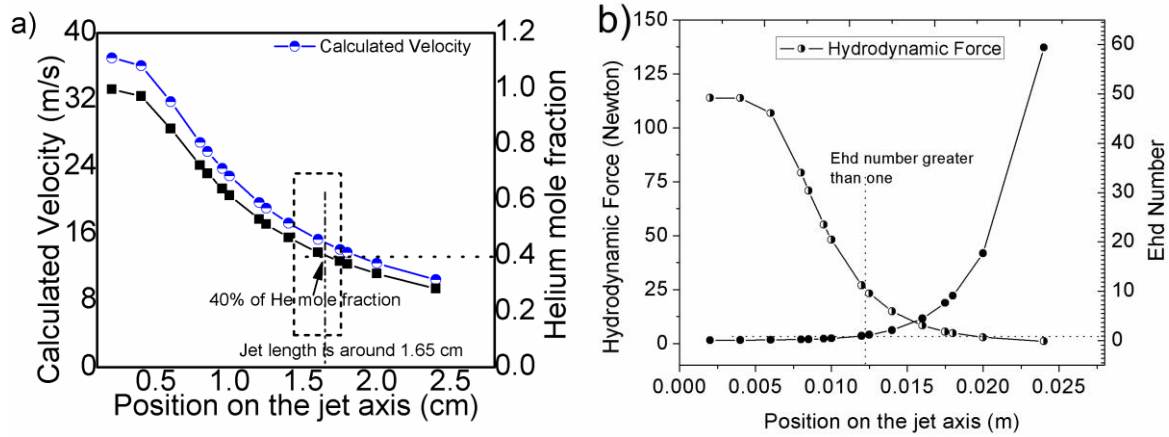 a)
Calculated Velocity (m/s)
40
32
24
16
8
0
Calculated Velocity
40% of He mole fraction
Jet length is around 1.65 cm
0.5 1.0 1.5 2.0 2.5
Position on the jet axis (cm)
1.2
1.0
0.8
0.6
0.4
0.2
0.0
Helium mole fraction
b)
Hydrodynamic Force (Newton)
150
125
100
75
50
25
0
Hydrodynamic Force
Ehd number greater
than one
0.000 0.005 0.010 0.015 0.020 0.025
Position on the jet axis (m)
60
50
40
30
20
10
0
Ehd Number